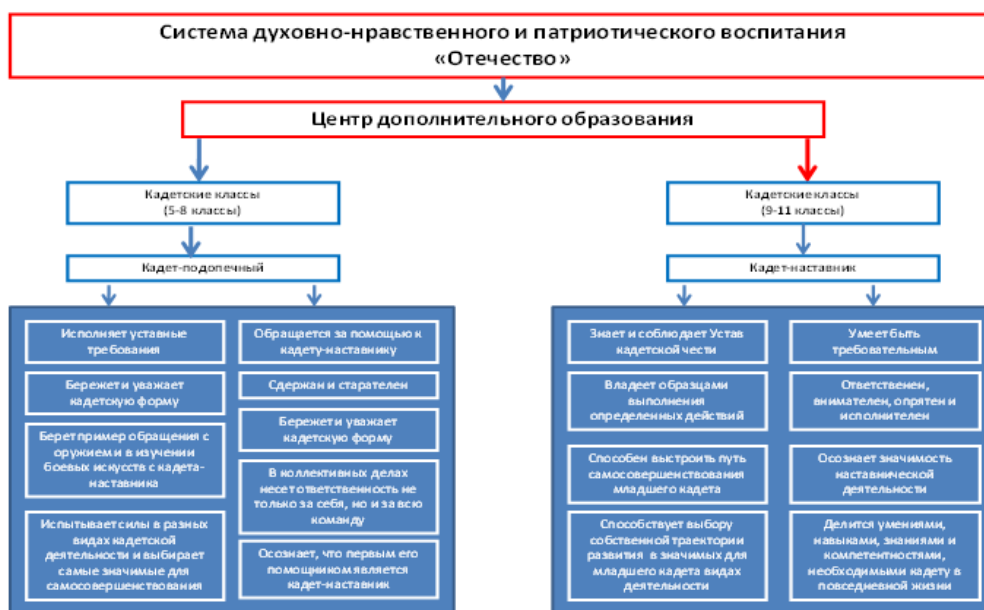 Система духовно-нравственного и патриотического воспитания
«Отечество»
Центр дополнительного образования
Кадетские классы
(5-8 классы)
Кадет-подопечный
Исполняет уставные
требования
Бережет и уважает
кадетскую форму
Берет пример обращения с
оружием и в изучении
боевых искусств с кадета-
наставника
Испытывает силы в разных
видах кадетской
деятельности и выбирает
самые значимые для
самосовершенствования
Обращается за помощью к
кадету-наставнику
Сдержан и старателен
Бережет и уважает
кадетскую форму
В коллективных делах
несет ответственность не
только за себя, но и за всю
команду
Осознает, что первым его
помощником является
кадет-наставник
Кадетские классы
(9-11 классы)
Кадет-наставник
Знает и соблюдает Устав
кадетской чести
Владеет образцами
выполнения
определенных действий
Способен выстроить путь
самосовершенствования
младшего кадета
Способствует выбору
собственной траектории
развития в значимых для
младшего кадета видах
деятельности
Умеет быть
требовательным
Ответственен,
внимателен, опрятен и
исполнителен
Осознает значимость
наставнической
деятельности
Делится умениями,
навыками, знаниями и
компетентностями,
необходимыми кадету в
повседневной жизни